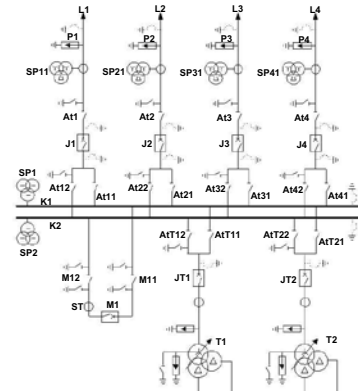 L1 L2 L3 L4
P1 P2 P3 P4
SP11 SP21 SP31 SP41
At1 At2 At3 At4
J1 J2 J3 J4
SP1 At12 At11 At22 At21 At32 At31 At42 At41
K1
K2
SP2 AtT12 AtT11 AtT22 AtT21
M12 M11 JT1 JT2
ST M1
T1 T2